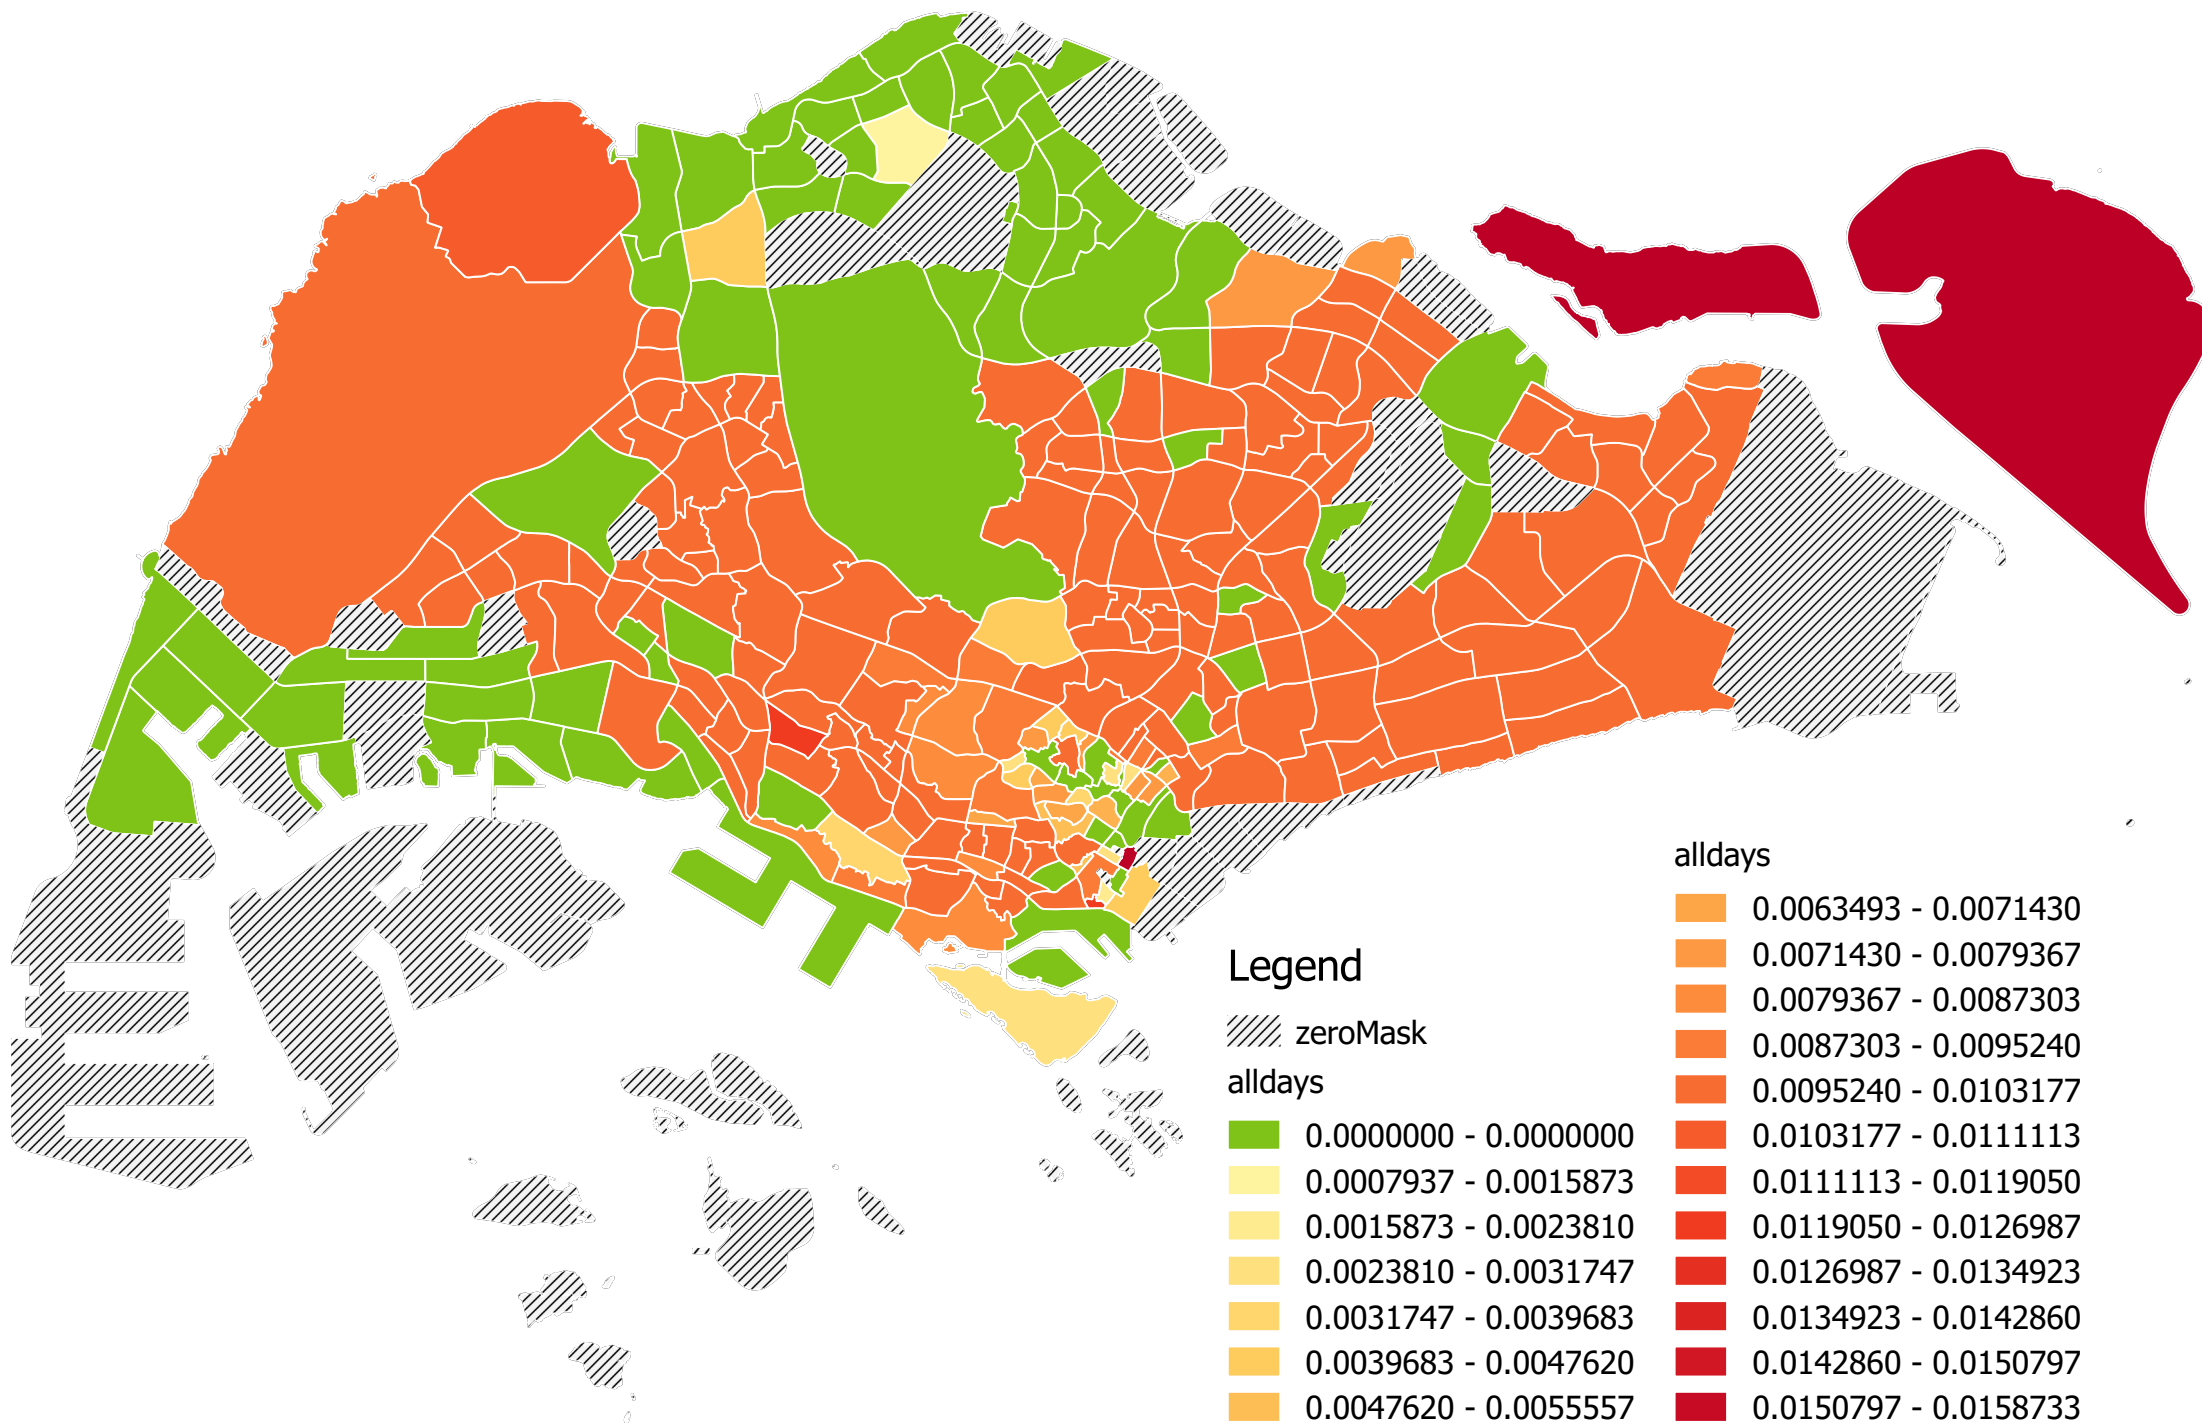 Legend
zeroMask
alldays
0.0000000 - 0.0000000
0.0007937 - 0.0015873
0.0015873 - 0.0023810
0.0023810 - 0.0031747
0.0031747 - 0.0039683
0.0039683 - 0.0047620
0.0047620 - 0.0055557
alldays
0.0063493 - 0.0071430
0.0071430 - 0.0079367
0.0079367 - 0.0087303
0.0087303 - 0.0095240
0.0095240 - 0.0103177
0.0103177 - 0.0111113
0.0111113 - 0.0119050
0.0119050 - 0.0126987
0.0126987 - 0.0134923
0.0134923 - 0.0142860
0.0142860 - 0.0150797
0.0150797 - 0.0158733